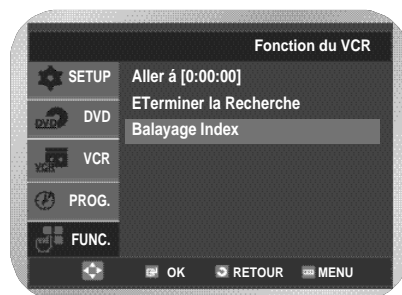 Fonction du VCR
SETUP
DVD
VCR
PROG.
FUNC.
Aller á [0:00:00]
ETerminer la Recherche
Balayage Index
OK RETOUR MENU